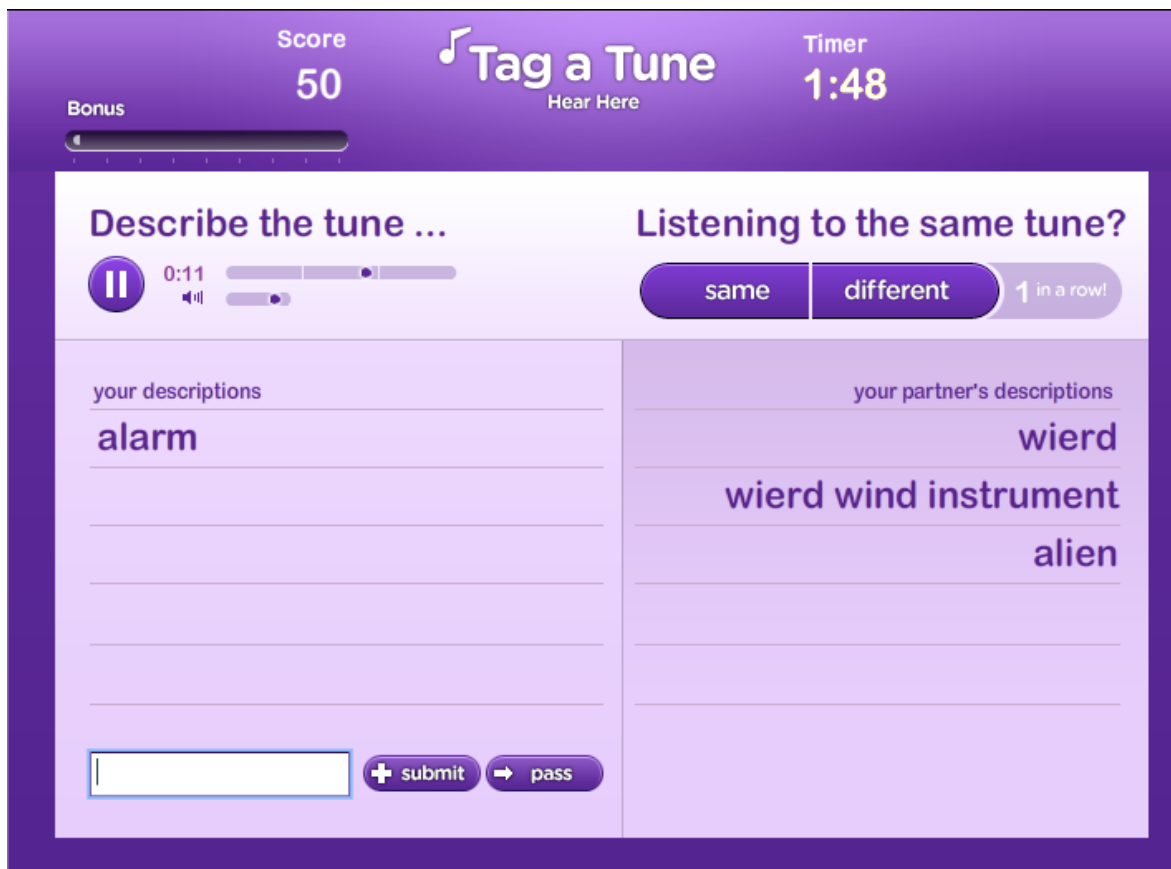 Score
50
Bonus
Tag a Tune
Hear Here
Timer
1:48
Describe the tune ...
0:11
Listening to the same tune?
same
different
1 in a row!
your descriptions
alarm
your partner's descriptions
wierd
wierd wind instrument
alien
submit
pass